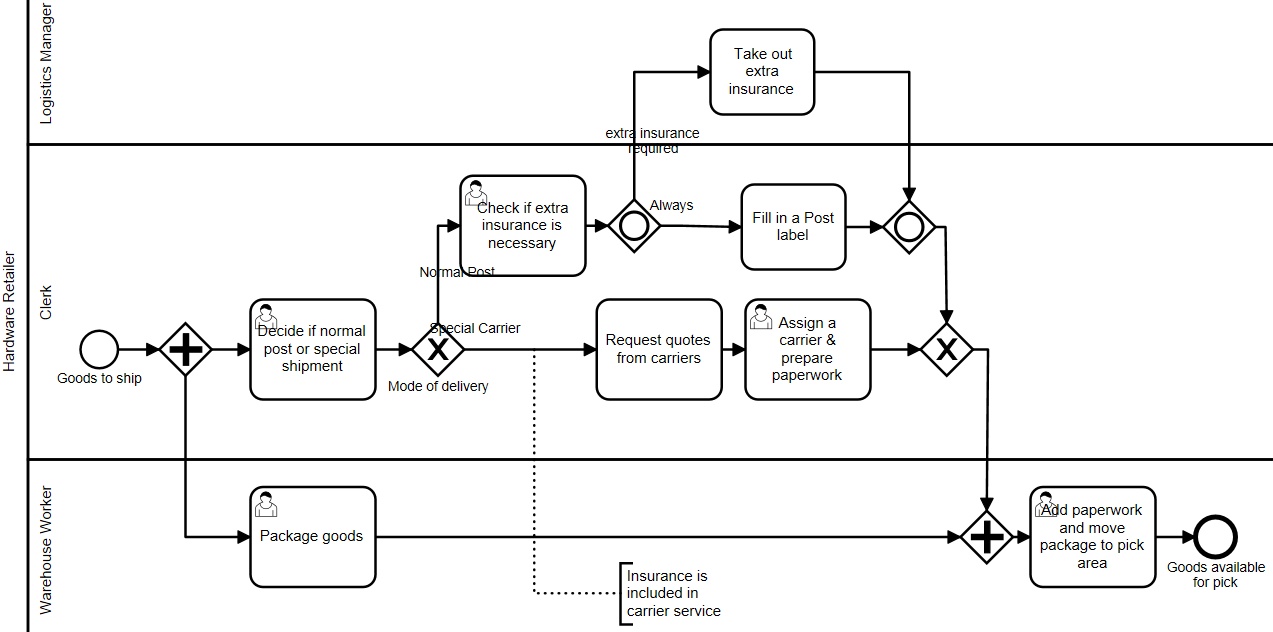 Hardware Retailer
Logistics Manager
Take out
extra
insurance
extra insurance
required
Clerk
Check if extra
insurance is
necessary
Always
Fill in a Post
label
Normal Post
Special Carrier
Goods to ship
Decide if normal
post or special
shipment
Mode of delivery
Request quotes
from carriers
Assign a
carrier &
prepare
paperwork
Warehouse Worker
Package goods
Insurance is
included in
carrier service
Add paperwork
and move
package to pick
area
Goods available
for pick